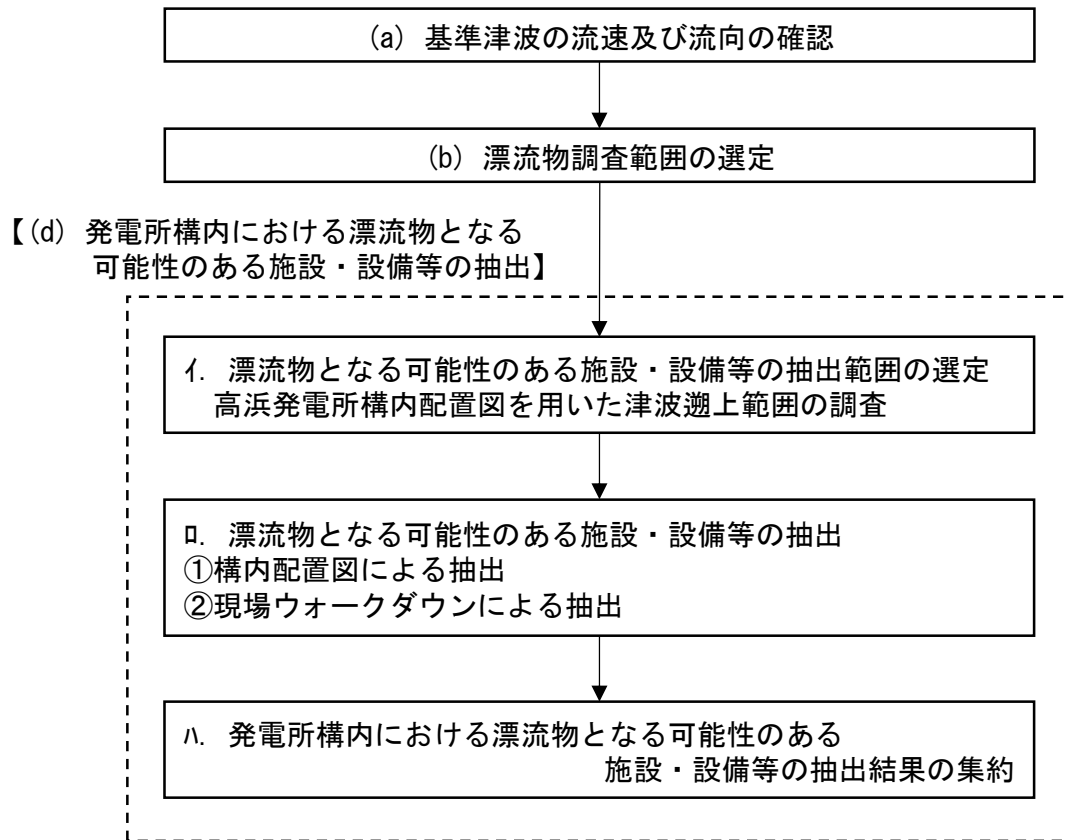 (a) 基準津波の流速及び流向の確認
(b) 漂流物調査範囲の選定
【(d) 発電所構内における漂流物となる
可能性のある施設・設備等の抽出】
ｲ. 漂流物となる可能性のある施設・設備等の抽出範囲の選定
高浜発電所構内配置図を用いた津波遡上範囲の調査
ﾛ. 漂流物となる可能性のある施設・設備等の抽出
①構内配置図による抽出
②現場ウォークダウンによる抽出
ﾊ. 発電所構内における漂流物となる可能性のある
施設・設備等の抽出結果の集約